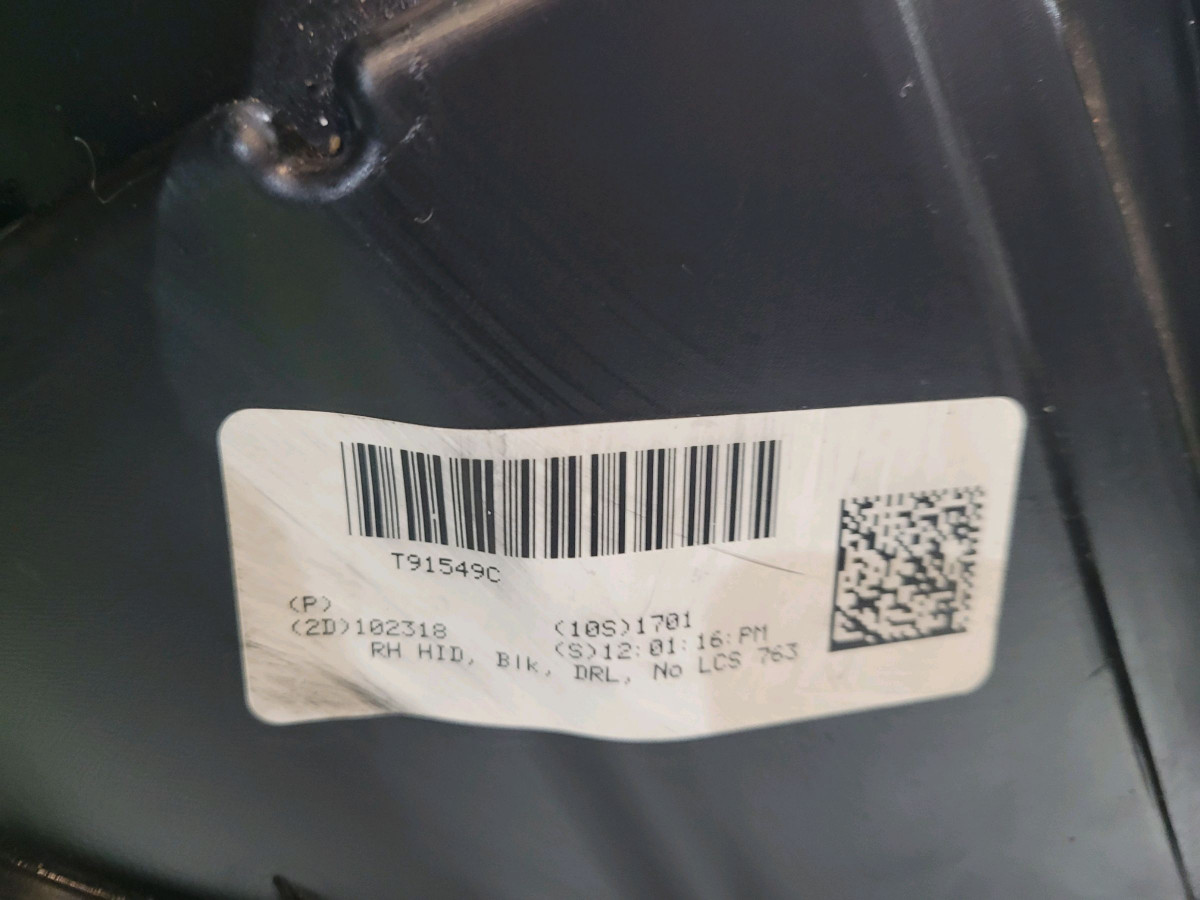 T91549C
(P)
(2D)102318 (10S)1701
(S)12:01:16:PM
RH HID, Blk, DRL, No LCS 763